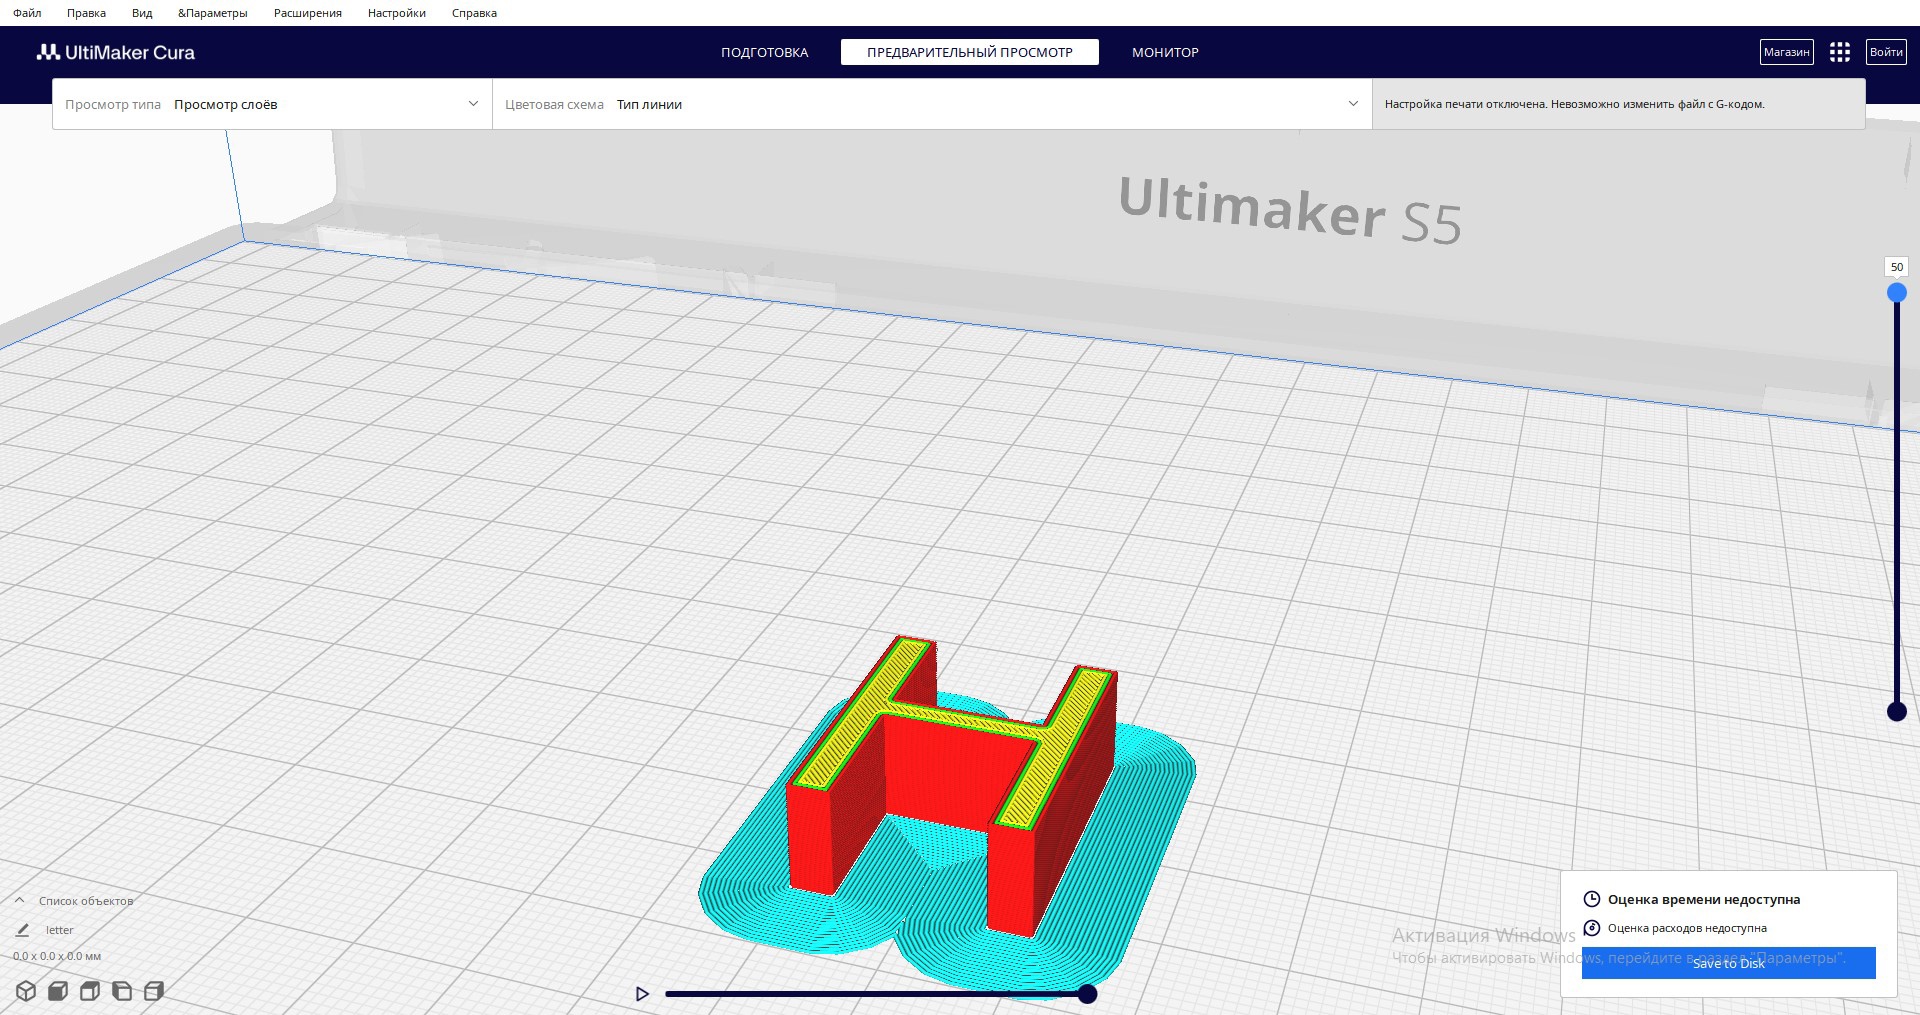 Файл Правка Вид &Параметры Расширения Настройки Справка
UltiMaker Cura ПОДГОТОВКА ПРЕДВАРИТЕЛЬНЫЙ ПРОСМОТР МОНИТОР Магазин Войти
Просмотр типа Просмотр слоёв Цветовая схема Тип линии Настройка печати отключена. Невозможно изменить файл с G-кодом.
Ultimaker S5
50
Список объектов
letter
0.0 x 0.0 x 0.0 мм
Оценка времени недоступна
Оценка расходов недоступна
Save to Disk
Активация Windows
Чтобы активировать Windows, перейдите в раздел "Параметры".